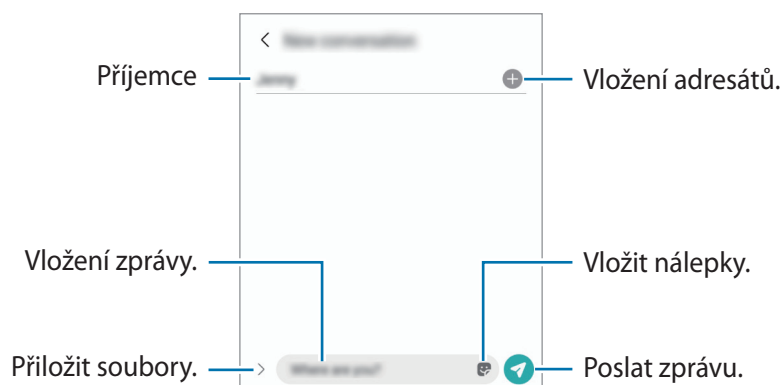 New conversation
Příjemce
Jenny
Vložení adresátů.
Vložení zprávy.
Vložit nálepky.
Přiložit soubory.
Where are you?
Poslat zprávu.